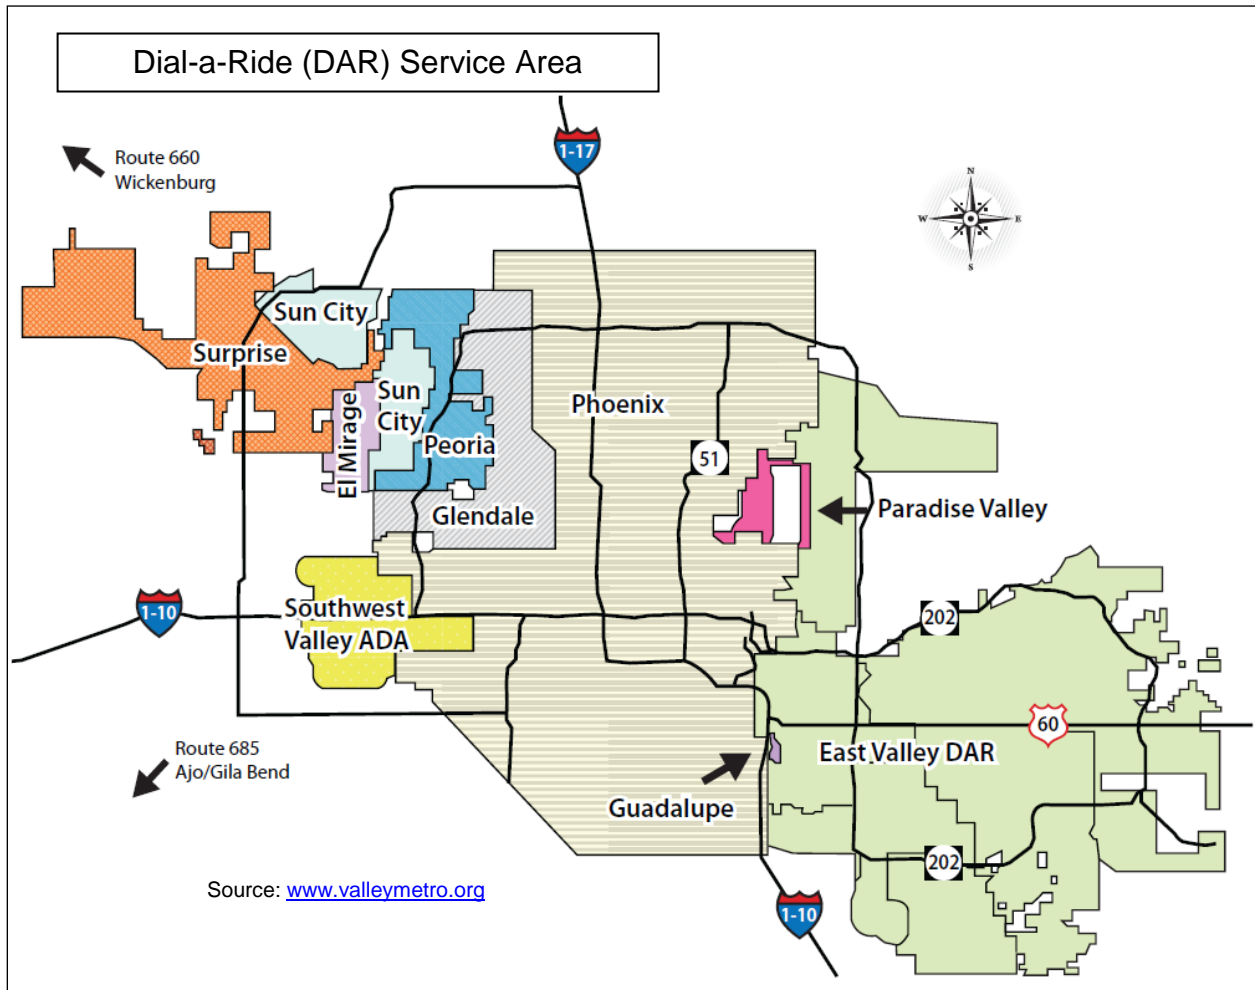 Dial-a-Ride (DAR) Service Area
1-17
Route 660
Wickenburg
N
W
E
S
Sun City
Surprise
Sun
City
El Mirage
Peoria
Phoenix
51
Glendale
Paradise Valley
1-10
Southwest
Valley ADA
202
60
Route 685
Ajo/Gila Bend
East Valley DAR
Guadalupe
202
Source: www.valleymetro.org
1-10